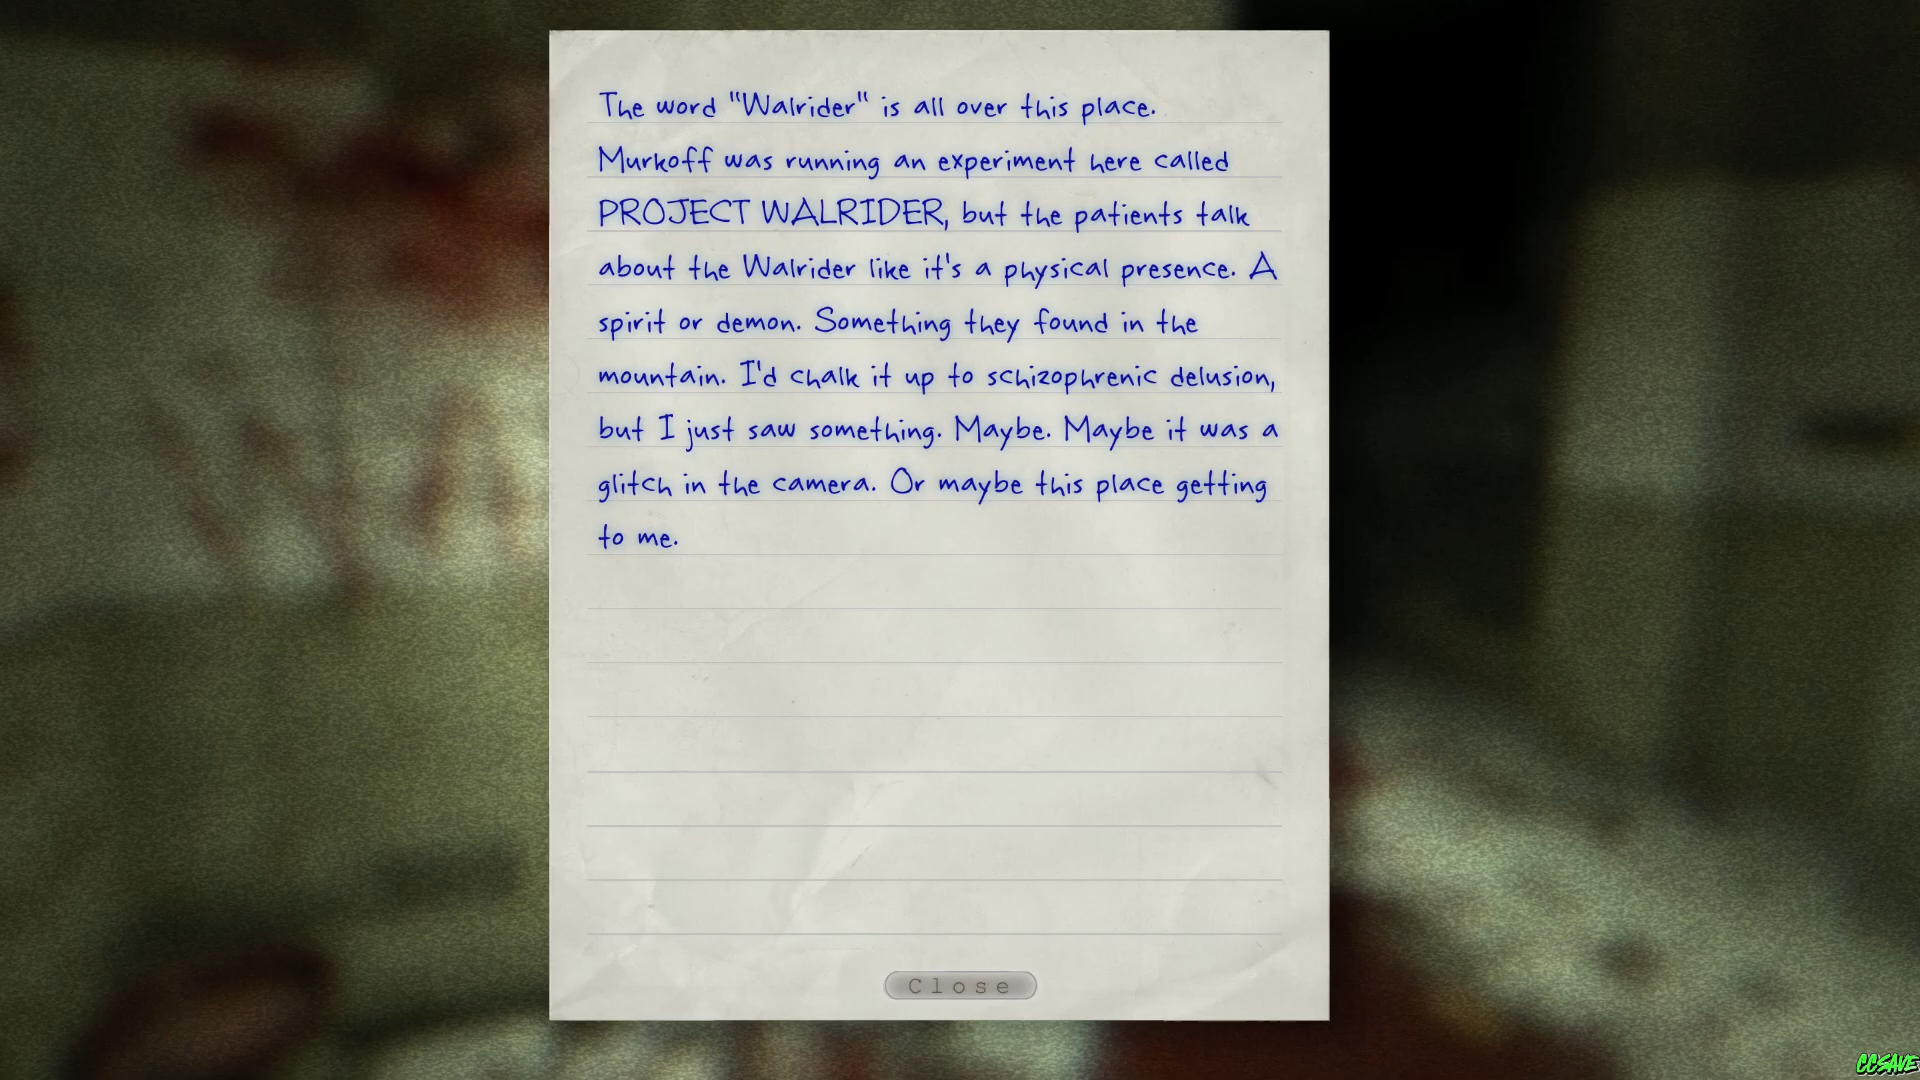 The word "Walrider" is all over this place.
Murkoff was running an experiment here called
PROJECT WALRIDER, but the patients talk
about the Walrider like it's a physical presence. A
spirit or demon. Something they found in the
mountain. I'd chalk it up to schizophrenic delusion,
but I just saw something. Maybe. Maybe it was a
glitch in the camera. Or maybe this place getting
to me.
Close
CCSAVE